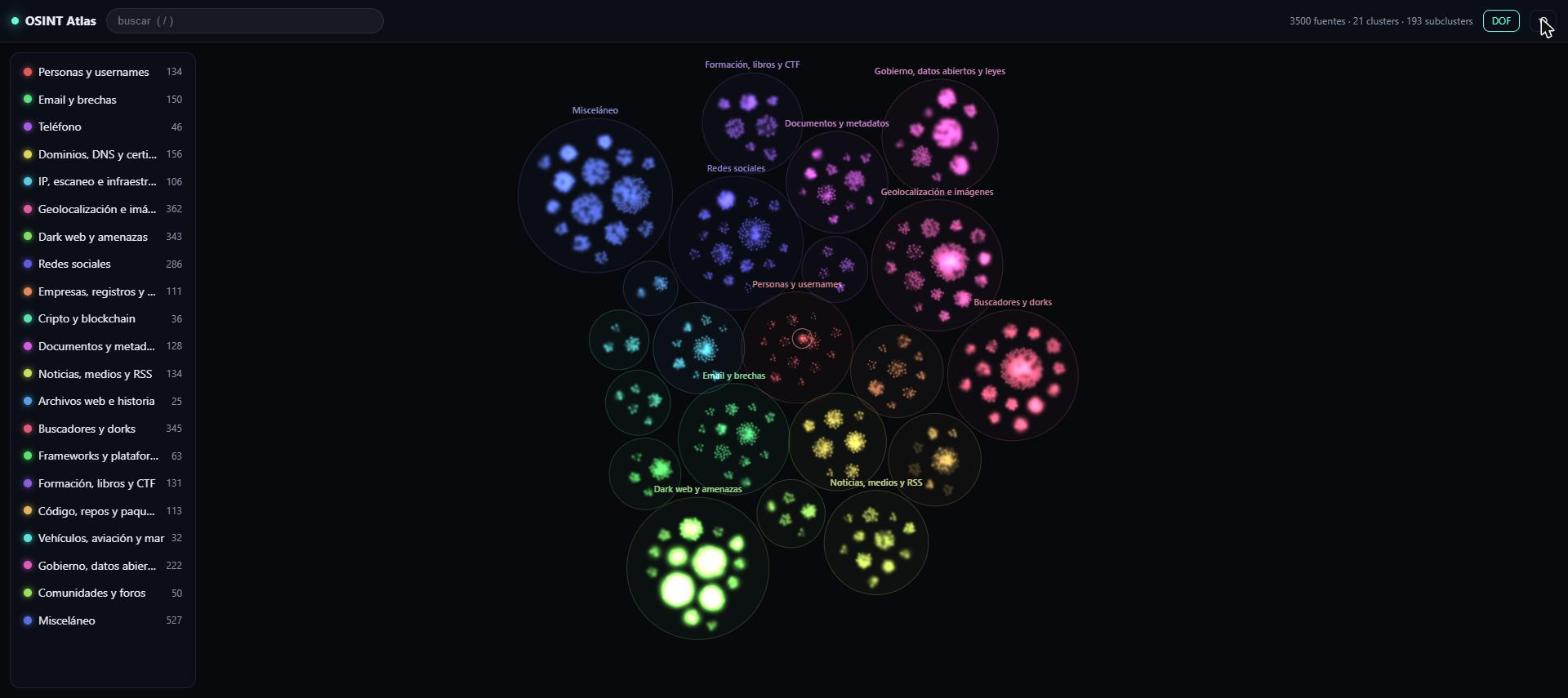 OSINT Atlas
buscar ( / )
3500 fuentes · 21 clusters · 193 subclusters
DOF
Personas y usernames 134
Email y brechas 150
Teléfono 46
Dominios, DNS y certi... 156
IP, escaneo e infraestr... 106
Geolocalización e imá... 362
Dark web y amenazas 343
Redes sociales 286
Empresas, registros y ... 111
Cripto y blockchain 36
Documentos y metad... 128
Noticias, medios y RSS 134
Archivos web e historia 25
Buscadores y dorks 345
Frameworks y platafor... 63
Formación, libros y CTF 131
Código, repos y paqu... 113
Vehículos, aviación y mar 32
Gobierno, datos abier... 222
Comunidades y foros 50
Misceláneo 527
Formación, libros y CTF
Gobierno, datos abiertos y leyes
Misceláneo
Documentos y metadatos
Redes sociales
Geolocalización e imágenes
Personas y usernames
Buscadores y dorks
Email y brechas
Noticias, medios y RSS
Dark web y amenazas